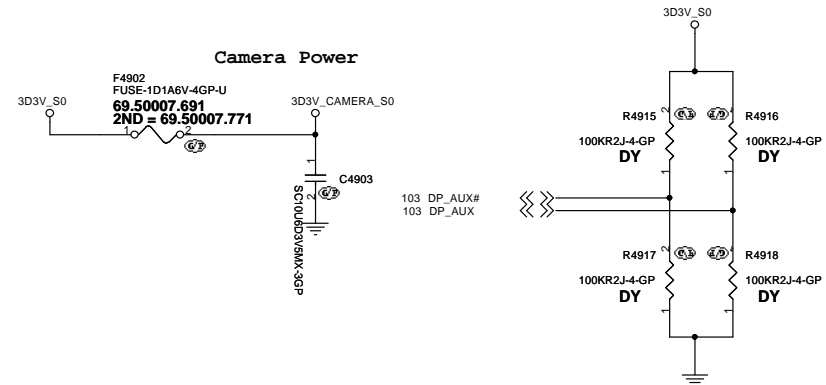 Camera Power
F4902
FUSE-1D1A6V-4GP-U
69.50007.691
2ND = 69.50007.771
3D3V_S0
3D3V_CAMERA_S0
1
2
G/P
1
2
G/P
C4903
SC10U6D3V5MX-3GP
3D3V_S0
R4915
2
R4916
100KR2J-4-GP
DY
1
100KR2J-4-GP
DY
1
103 DP_AUX#
103 DP_AUX
R4917
2
R4918
100KR2J-4-GP
DY
1
100KR2J-4-GP
DY
1